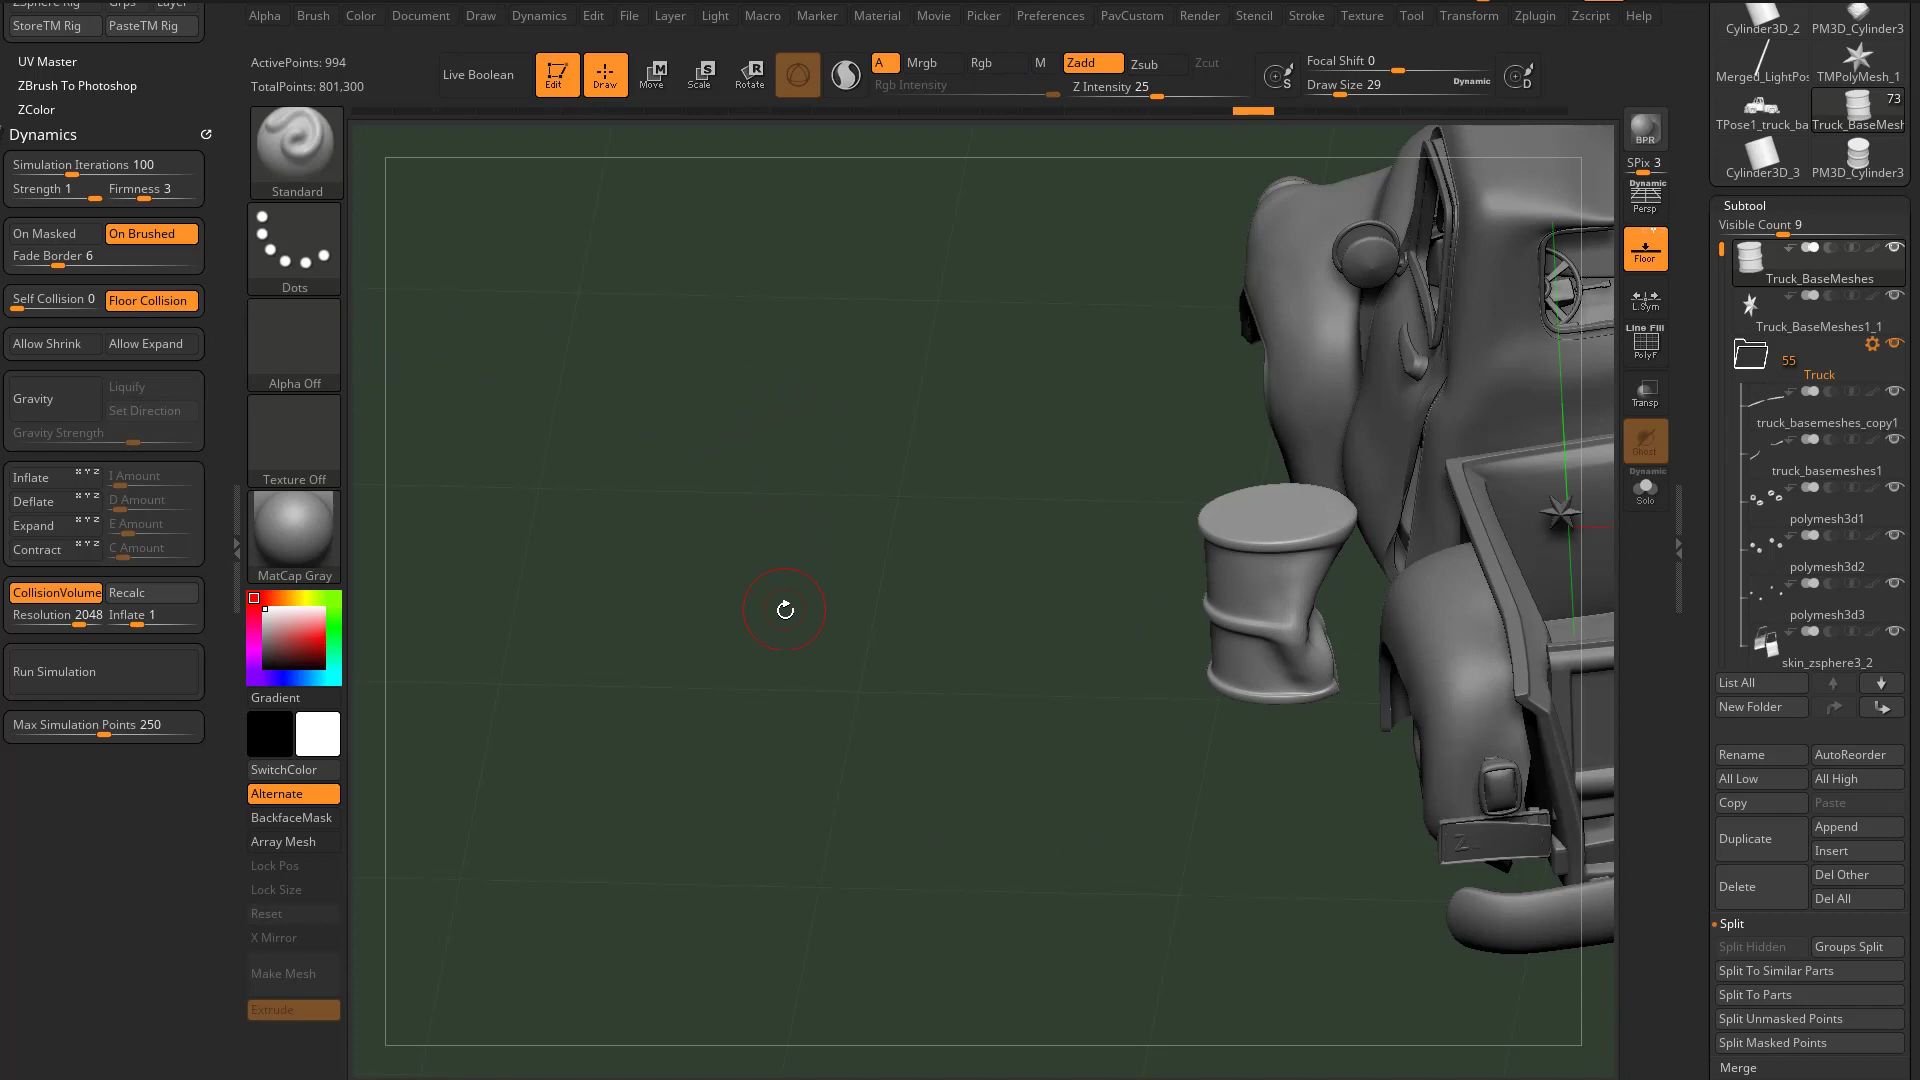 ZSphere Rig Grps Layer
StoreTM Rig PasteTM Rig
UV Master
ZBrush To Photoshop
ZColor
Dynamics
Simulation Iterations 100
Strength 1 Firmness 3
On Masked On Brushed
Fade Border 6
Self Collision 0 Floor Collision
Allow Shrink Allow Expand
Gravity Liquify
Set Direction
Gravity Strength
Inflate X Y Z I Amount
Deflate X Y Z D Amount
Expand X Y Z E Amount
Contract X Y Z C Amount
CollisionVolume Recalc
Resolution 2048 Inflate 1
Run Simulation
Max Simulation Points 250
Alpha Brush Color Document Draw Dynamics Edit File Layer Light Macro Marker Material Movie Picker Preferences PavCustom Render Stencil Stroke Texture Tool Transform Zplugin Zscript Help
ActivePoints: 994
TotalPoints: 801,300
Live Boolean
Edit Draw Move Scale Rotate
A Mrgb Rgb M Zadd Zsub Zcut
Rgb Intensity Z Intensity 25
Focal Shift 0
Draw Size 29 Dynamic
S D
Standard
Dots
Alpha Off
Texture Off
MatCap Gray
Gradient
SwitchColor
Alternate
BackfaceMask
Array Mesh
Lock Pos
Lock Size
Reset
X Mirror
Make Mesh
Extrude
Z
BPR
SPix 3
Dynamic
Persp
Floor
L.Sym
Line Fill
PolyF
Transp
Ghost
Dynamic
Solo
Cylinder3D_2 PM3D_Cylinder3
Merged_LightPos TMPolyMesh_1
73
TPose1_truck_ba Truck_BaseMesh
Cylinder3D_3 PM3D_Cylinder3
Subtool
Visible Count 9
Truck_BaseMeshes
Truck_BaseMeshes1_1
55
Truck
truck_basemeshes_copy1
truck_basemeshes1
polymesh3d1
polymesh3d2
polymesh3d3
skin_zsphere3_2
List All
New Folder
Rename AutoReorder
All Low All High
Copy Paste
Duplicate Append
Insert
Delete Del Other
Del All
Split
Split Hidden Groups Split
Split To Similar Parts
Split To Parts
Split Unmasked Points
Split Masked Points
Merge